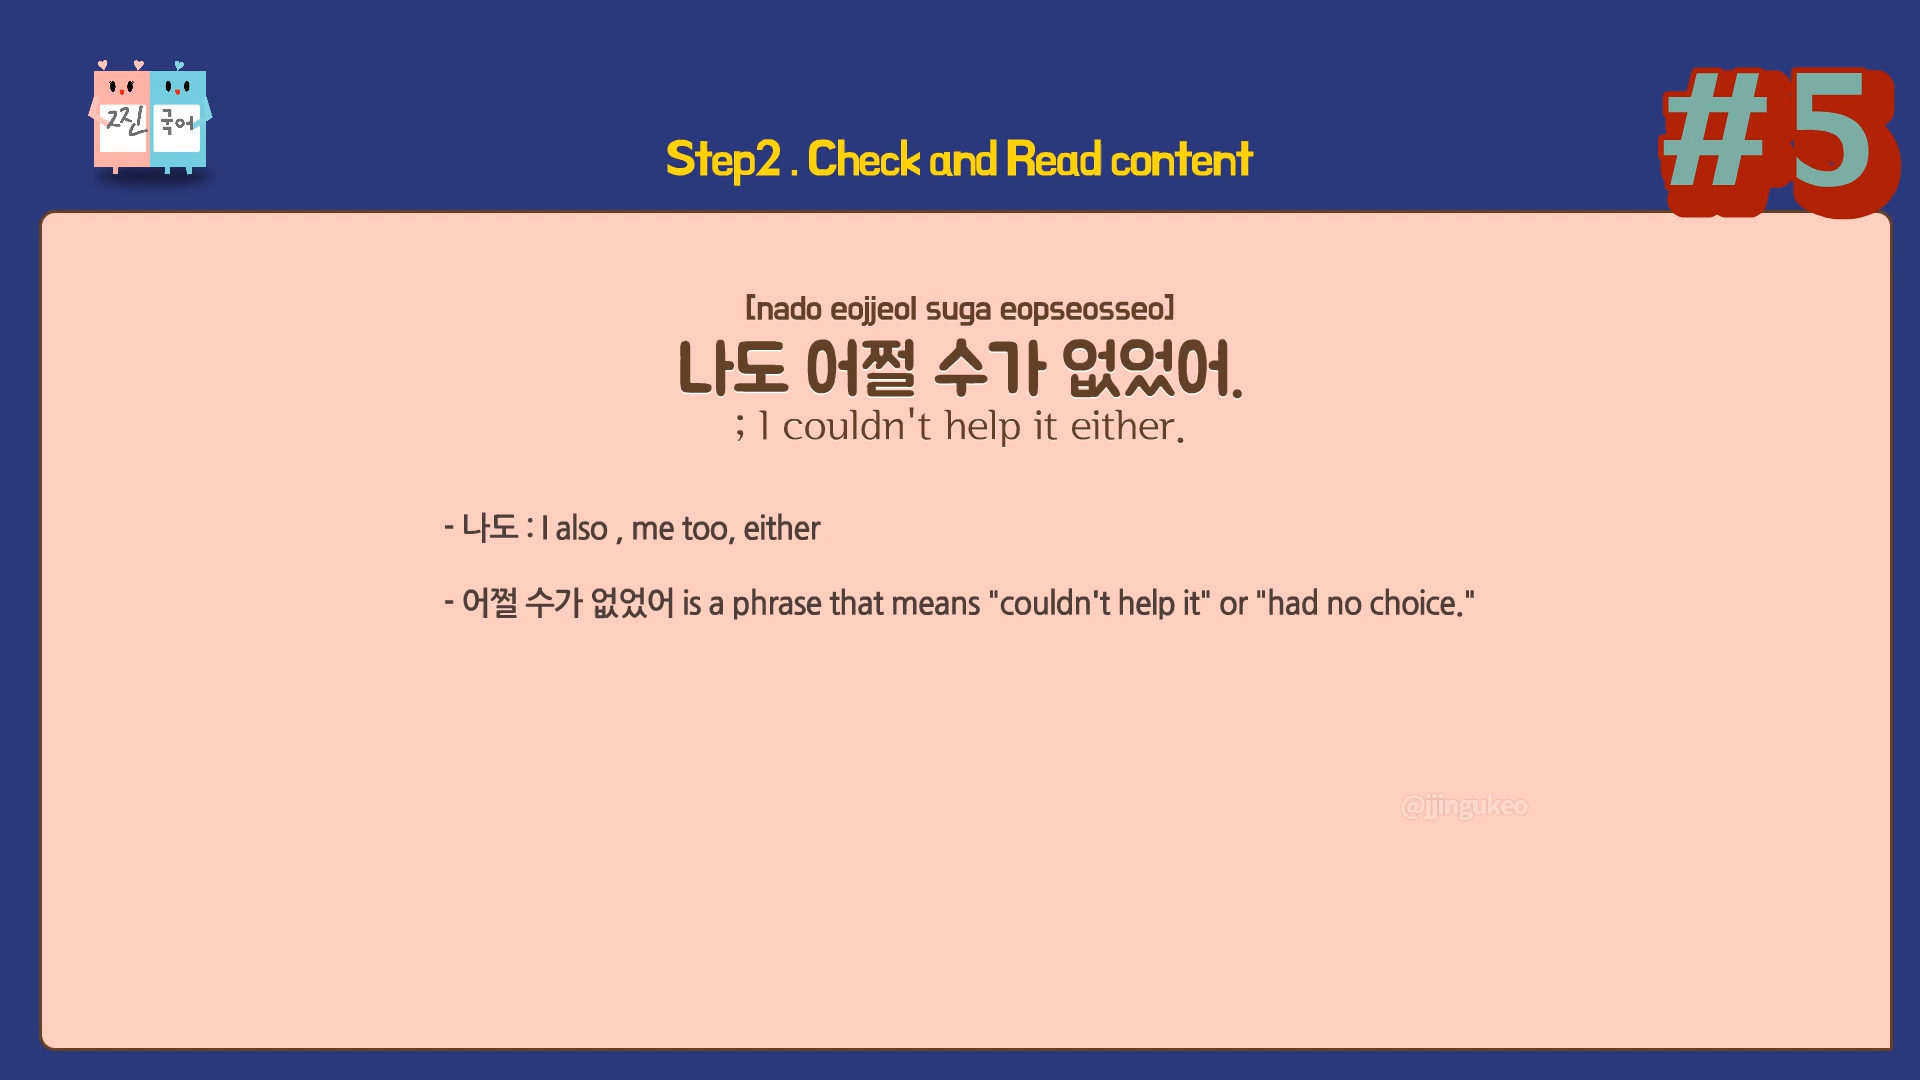 2진 국어
#5
Step2 . Check and Read content
[nado eojjeol suga eopseosseo]
나도 어쩔 수가 없었어.
; I couldn't help it either.
- 나도 : I also , me too, either
- 어쩔 수가 없었어 is a phrase that means "couldn't help it" or "had no choice."
@jjingukeo